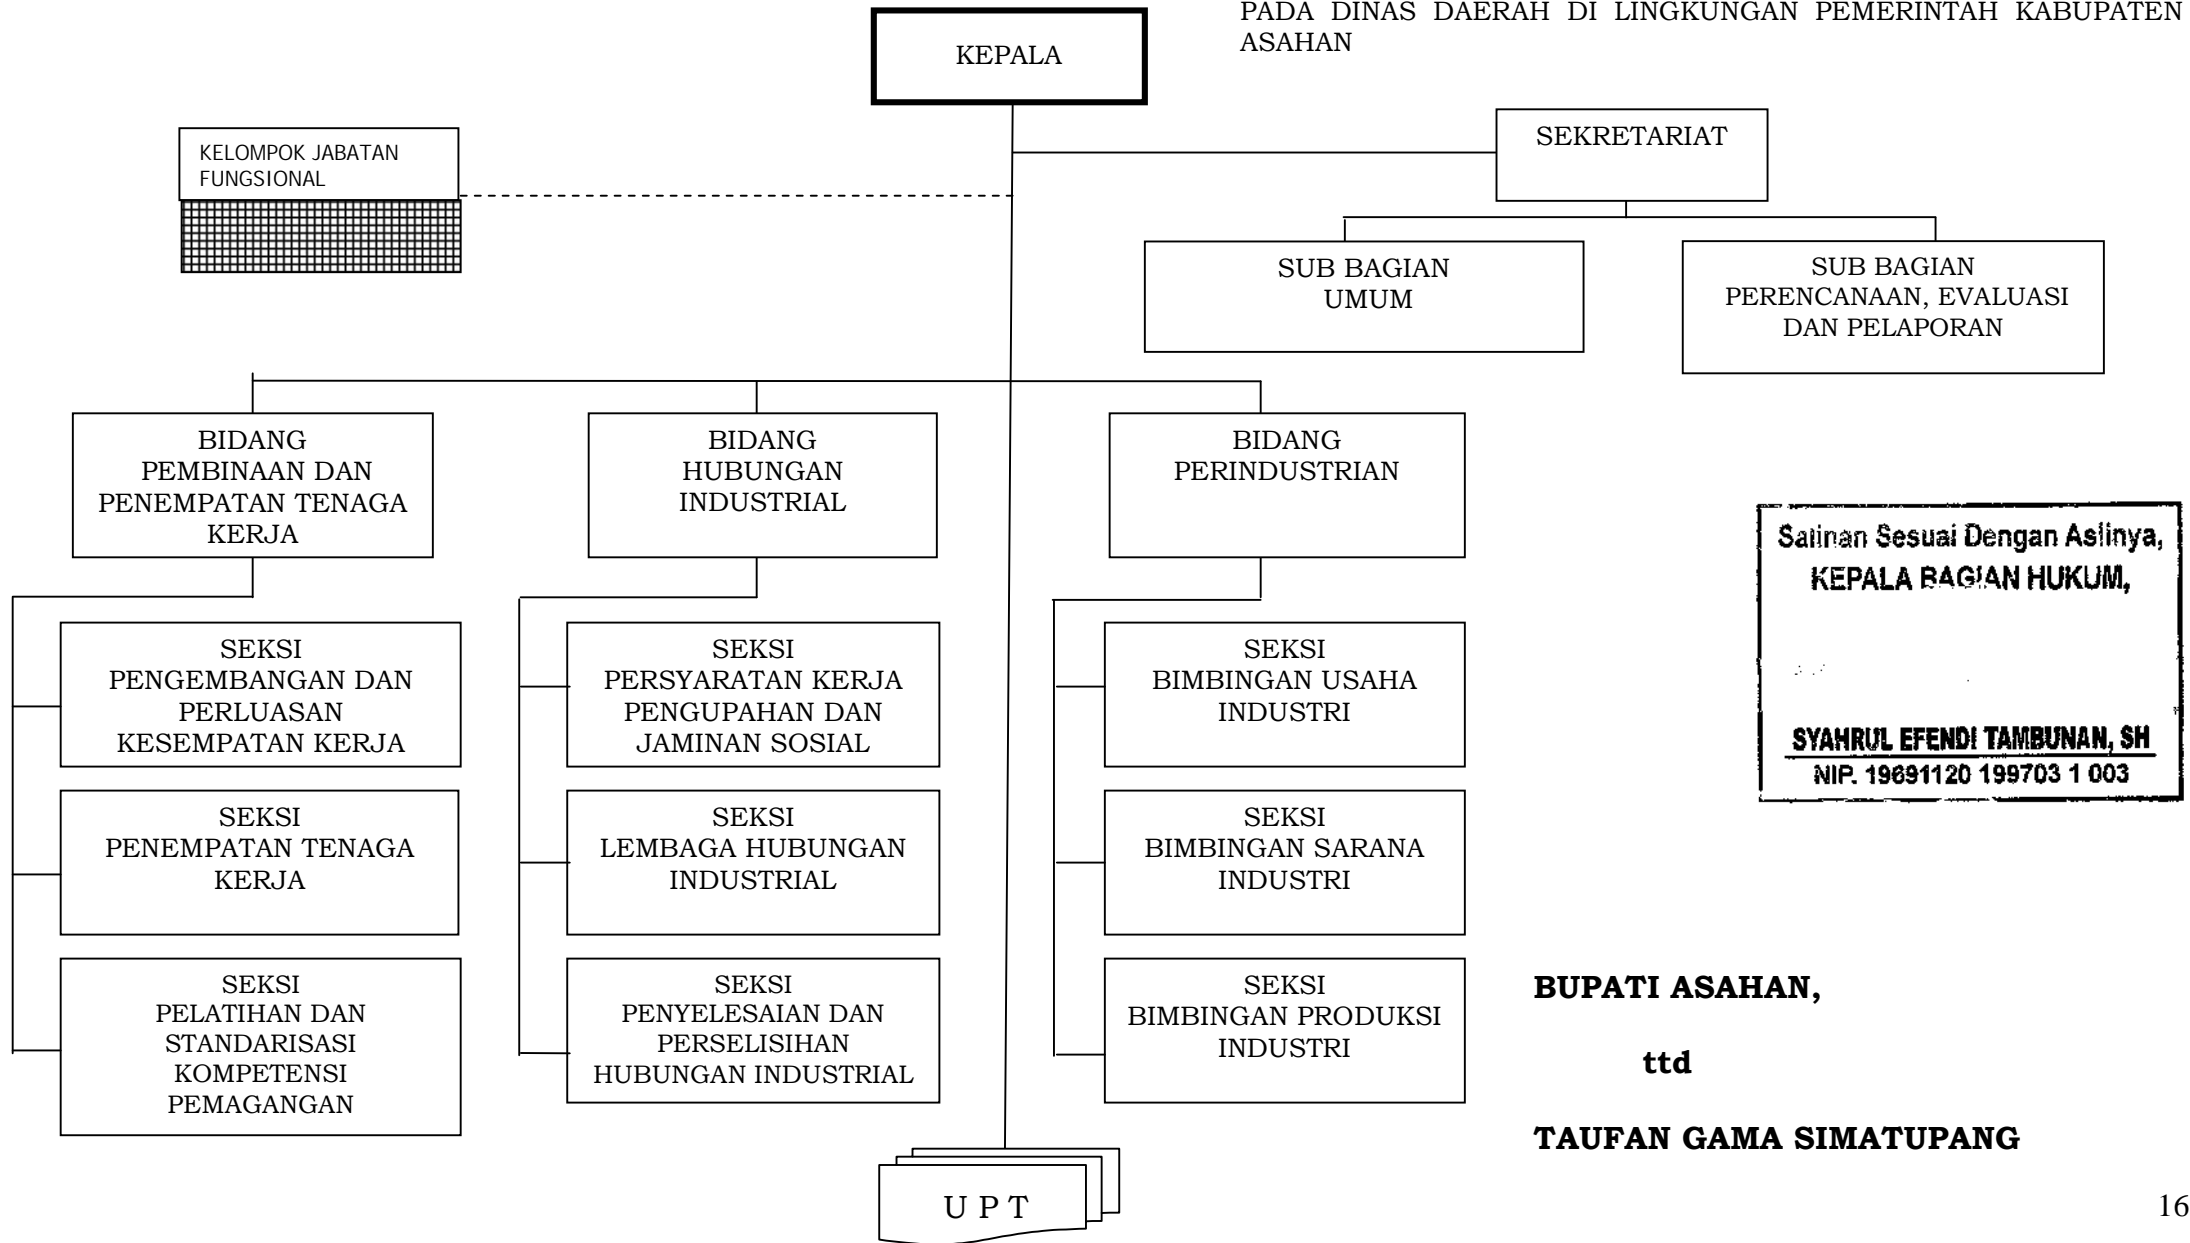 PADA DINAS DAERAH DI LINGKUNGAN PEMERINTAH KABUPATEN
ASAHAN
KEPALA
SEKRETARIAT
KELOMPOK JABATAN
FUNGSIONAL
SUB BAGIAN
UMUM
SUB BAGIAN
PERENCANAAN, EVALUASI
DAN PELAPORAN
BIDANG
PEMBINAAN DAN
PENEMPATAN TENAGA
KERJA
BIDANG
HUBUNGAN
INDUSTRIAL
BIDANG
PERINDUSTRIAN
SEKSI
PENGEMBANGAN DAN
PERLUASAN
KESEMPATAN KERJA
SEKSI
PERSYARATAN KERJA
PENGUPAHAN DAN
JAMINAN SOSIAL
SEKSI
BIMBINGAN USAHA
INDUSTRI
SEKSI
PENEMPATAN TENAGA
KERJA
SEKSI
LEMBAGA HUBUNGAN
INDUSTRIAL
SEKSI
BIMBINGAN SARANA
INDUSTRI
SEKSI
PELATIHAN DAN
STANDARISASI
KOMPETENSI
PEMAGANGAN
SEKSI
PENYELESAIAN DAN
PERSELISIHAN
HUBUNGAN INDUSTRIAL
SEKSI
BIMBINGAN PRODUKSI
INDUSTRI
U P T
Salinan Sesuai Dengan Aslinya,
KEPALA BAGIAN HUKUM,
SYAHRUL EFENDI TAMBUNAN, SH
NIP. 19691120 199703 1 003
BUPATI ASAHAN,
ttd
TAUFAN GAMA SIMATUPANG
16